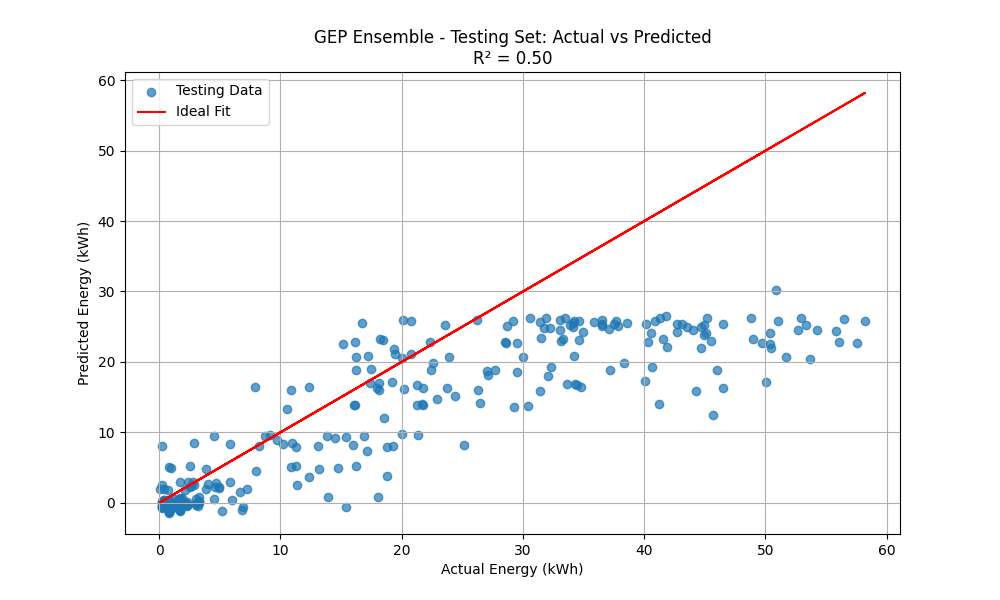 GEP Ensemble - Testing Set: Actual vs Predicted
R² = 0.50
Testing Data
Ideal Fit
60
50
40
30
20
10
0
Predicted Energy (kWh)
0 10 20 30 40 50 60
Actual Energy (kWh)